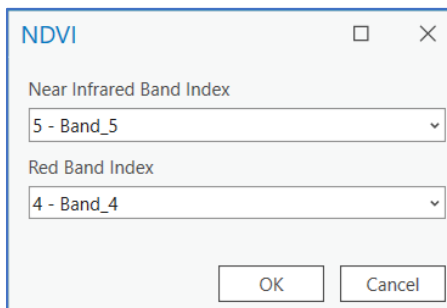 NDVI
Near Infrared Band Index
5 - Band_5
Red Band Index
4 - Band_4
OK Cancel